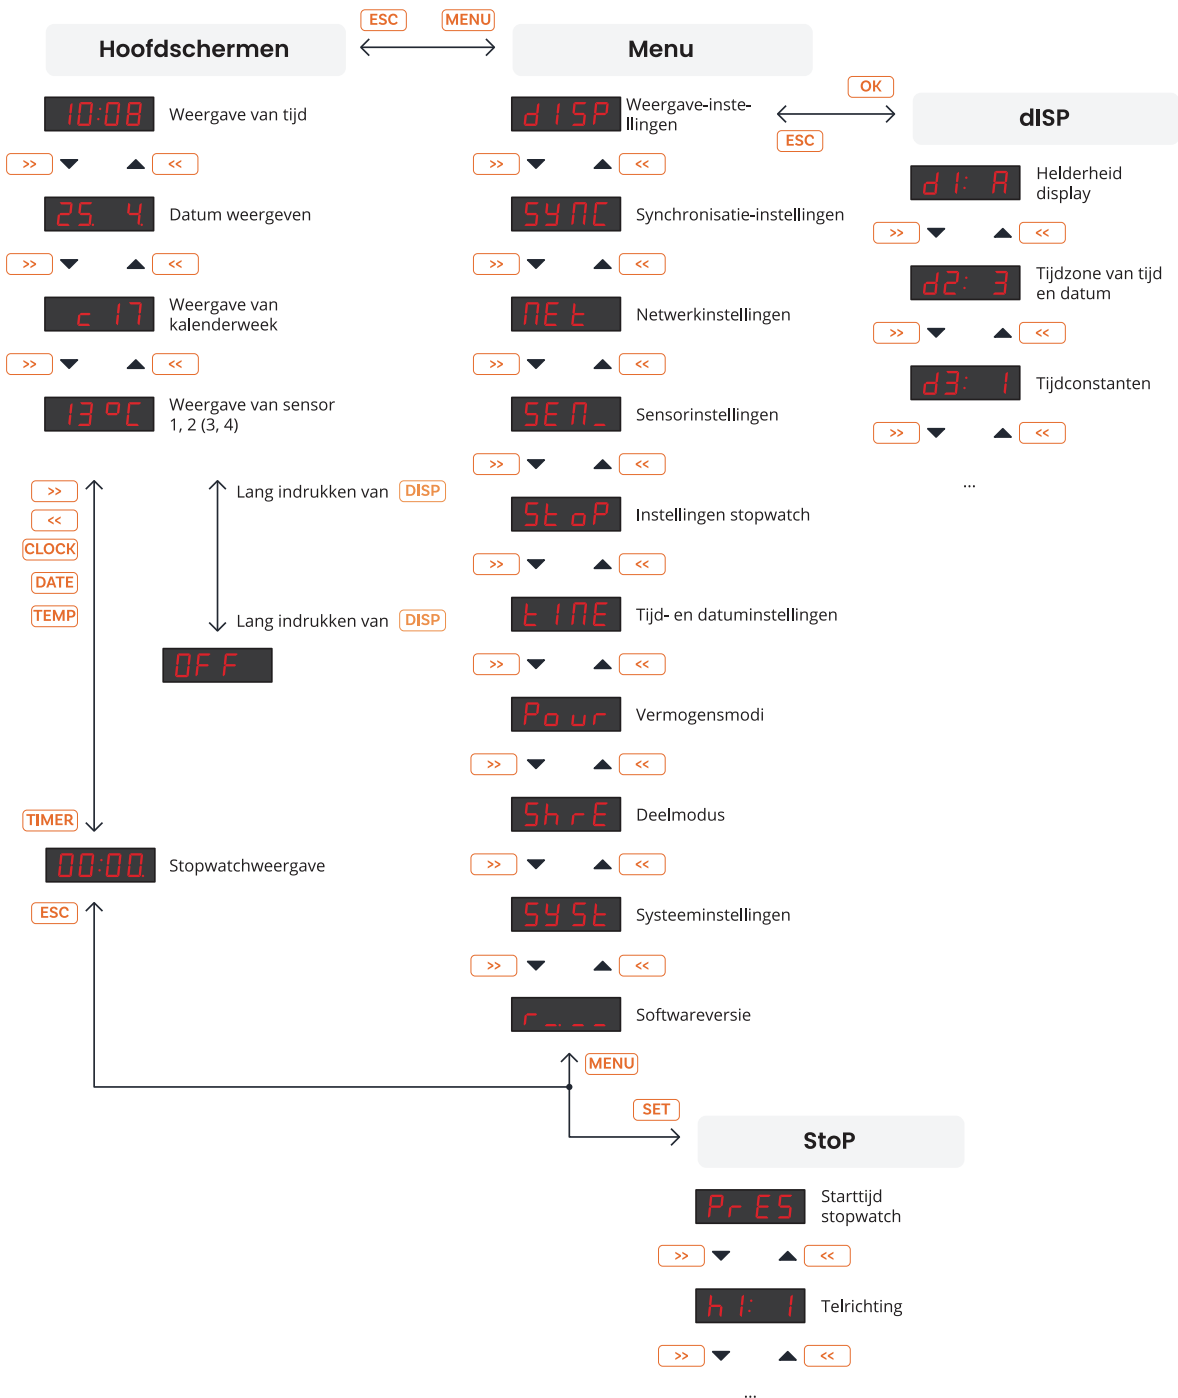 ESC MENU
Hoofdschermen
Menu
OK
ESC
dISP
10:08 Weergave van tijd
>> <<
25. 4. Datum weergeven
>> <<
c 17 Weergave van
kalenderweek
>> <<
13 °C Weergave van sensor
1, 2 (3, 4)
>>
<<
CLOCK
DATE
TEMP
Lang indrukken van DISP
Lang indrukken van DISP
OFF
TIMER
00:00. Stopwatchweergave
ESC
dISP Weergave-inste-
llingen
>> <<
SYNC Synchronisatie-instellingen
>> <<
NEt Netwerkinstellingen
>> <<
SEN_ Sensorinstellingen
>> <<
StoP Instellingen stopwatch
>> <<
tIME Tijd- en datuminstellingen
>> <<
Pour Vermogensmodi
>> <<
ShrE Deelmodus
>> <<
SYSt Systeeminstellingen
>> <<
r _._ _ Softwareversie
MENU
SET
d1: A Helderheid
display
>> <<
d2: 3 Tijdzone van tijd
en datum
>> <<
d3: 1 Tijdconstanten
>> <<
...
StoP
PrES Starttijd
stopwatch
>> <<
h1: 1 Telrichting
>> <<
...